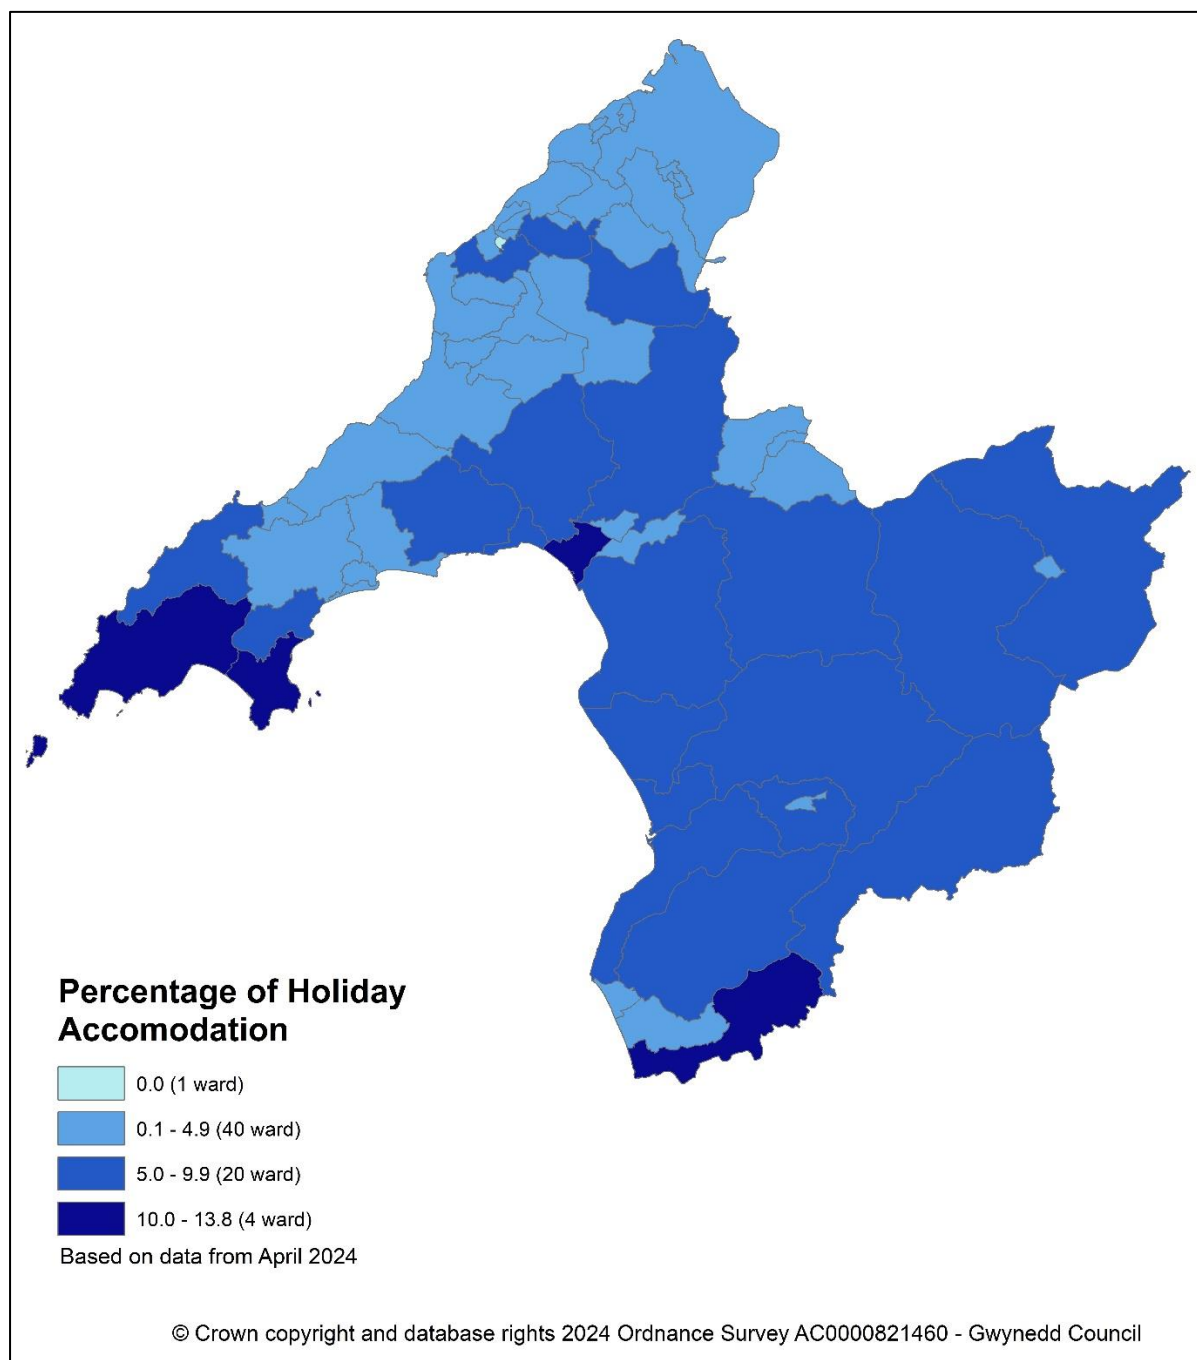 Percentage of Holiday
Accomodation
0.0 (1 ward)
0.1 - 4.9 (40 ward)
5.0 - 9.9 (20 ward)
10.0 - 13.8 (4 ward)
Based on data from April 2024
© Crown copyright and database rights 2024 Ordnance Survey AC0000821460 - Gwynedd Council